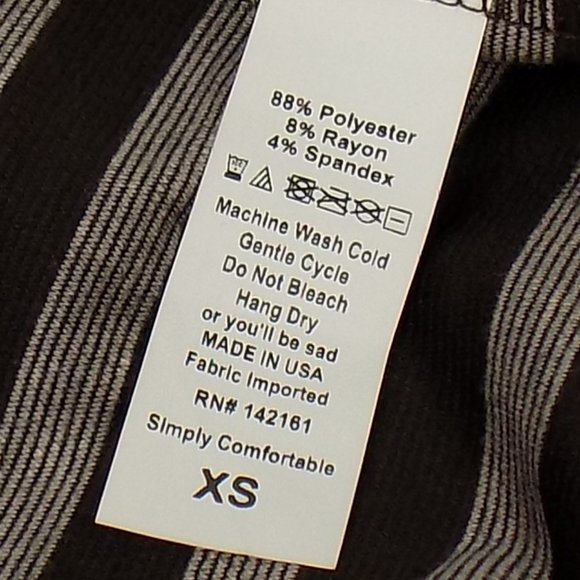 88% Polyester
8% Rayon
4% Spandex
Machine Wash Cold
Gentle Cycle
Do Not Bleach
Hang Dry
or you'll be sad
MADE IN USA
Fabric Imported
RN# 142161
Simply Comfortable
XS